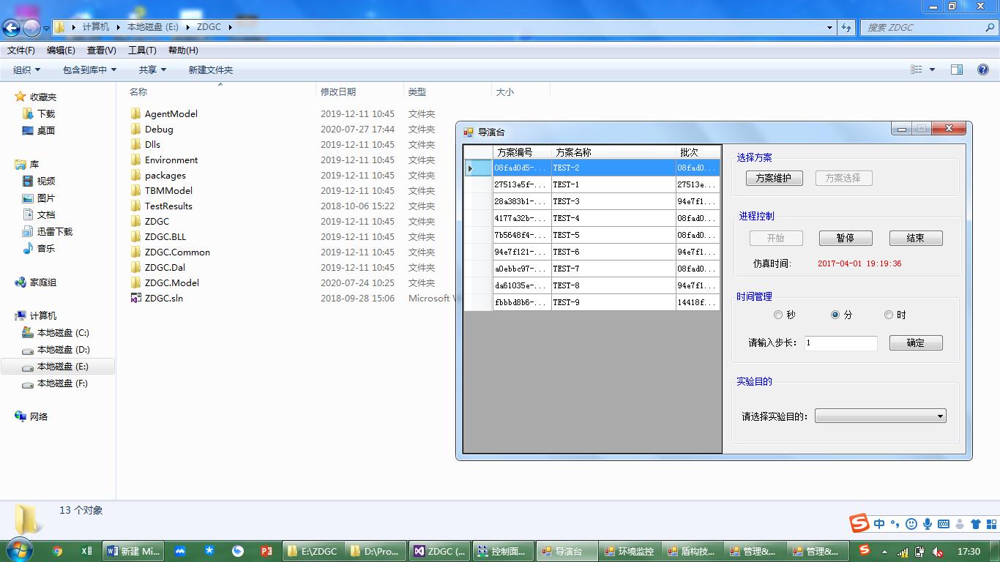 计算机 本地磁盘 (E:) ZDGC
搜索 ZDGC
文件(F) 编辑(E) 查看(V) 工具(T) 帮助(H)
组织 包含到库中 共享 新建文件夹
收藏夹
下载
桌面
库
视频
图片
文档
迅雷下载
音乐
家庭组
计算机
本地磁盘 (C:)
本地磁盘 (D:)
本地磁盘 (E:)
本地磁盘 (F:)
网络
名称 修改日期 类型 大小
AgentModel 2019-12-11 10:45 文件夹
Debug 2020-07-27 17:44 文件夹
Dlls 2019-12-11 10:45 文件夹
Environment 2019-12-11 10:45 文件夹
packages 2019-12-11 10:45 文件夹
TBMModel 2019-12-11 10:45 文件夹
TestResults 2018-10-06 15:22 文件夹
ZDGC 2019-12-11 10:45 文件夹
ZDGC.BLL 2019-12-11 10:45 文件夹
ZDGC.Common 2019-12-11 10:45 文件夹
ZDGC.Dal 2019-12-11 10:45 文件夹
ZDGC.Model 2020-07-24 10:25 文件夹
ZDGC.sln 2018-09-28 15:06 Microsoft V
导演台
方案编号 方案名称 批次
08fad0d5-... TEST-2 08fad0...
27513e5f-... TEST-1 27513e...
28a383b1-... TEST-3 94e7f1...
4177a32b-... TEST-4 08fad0...
7b5648f4-... TEST-5 08fad0...
94e7f121-... TEST-6 94e7f1...
a0ebbc97-... TEST-7 08fad0...
da61035e-... TEST-8 94e7f1...
fbbbd8b6-... TEST-9 14418f...
选择方案
方案维护 方案选择
进程控制
开始 暂停 结束
仿真时间: 2017-04-01 19:19:36
时间管理
秒 分 时
请输入步长: 1 确定
实验目的
请选择实验目的:
13 个对象
中
新建 Mi... E:\ZDGC D:\Pro... ZDGC (... 控制面... 导演台 环境监控 盾构技... 管理&... 管理&... 17:30